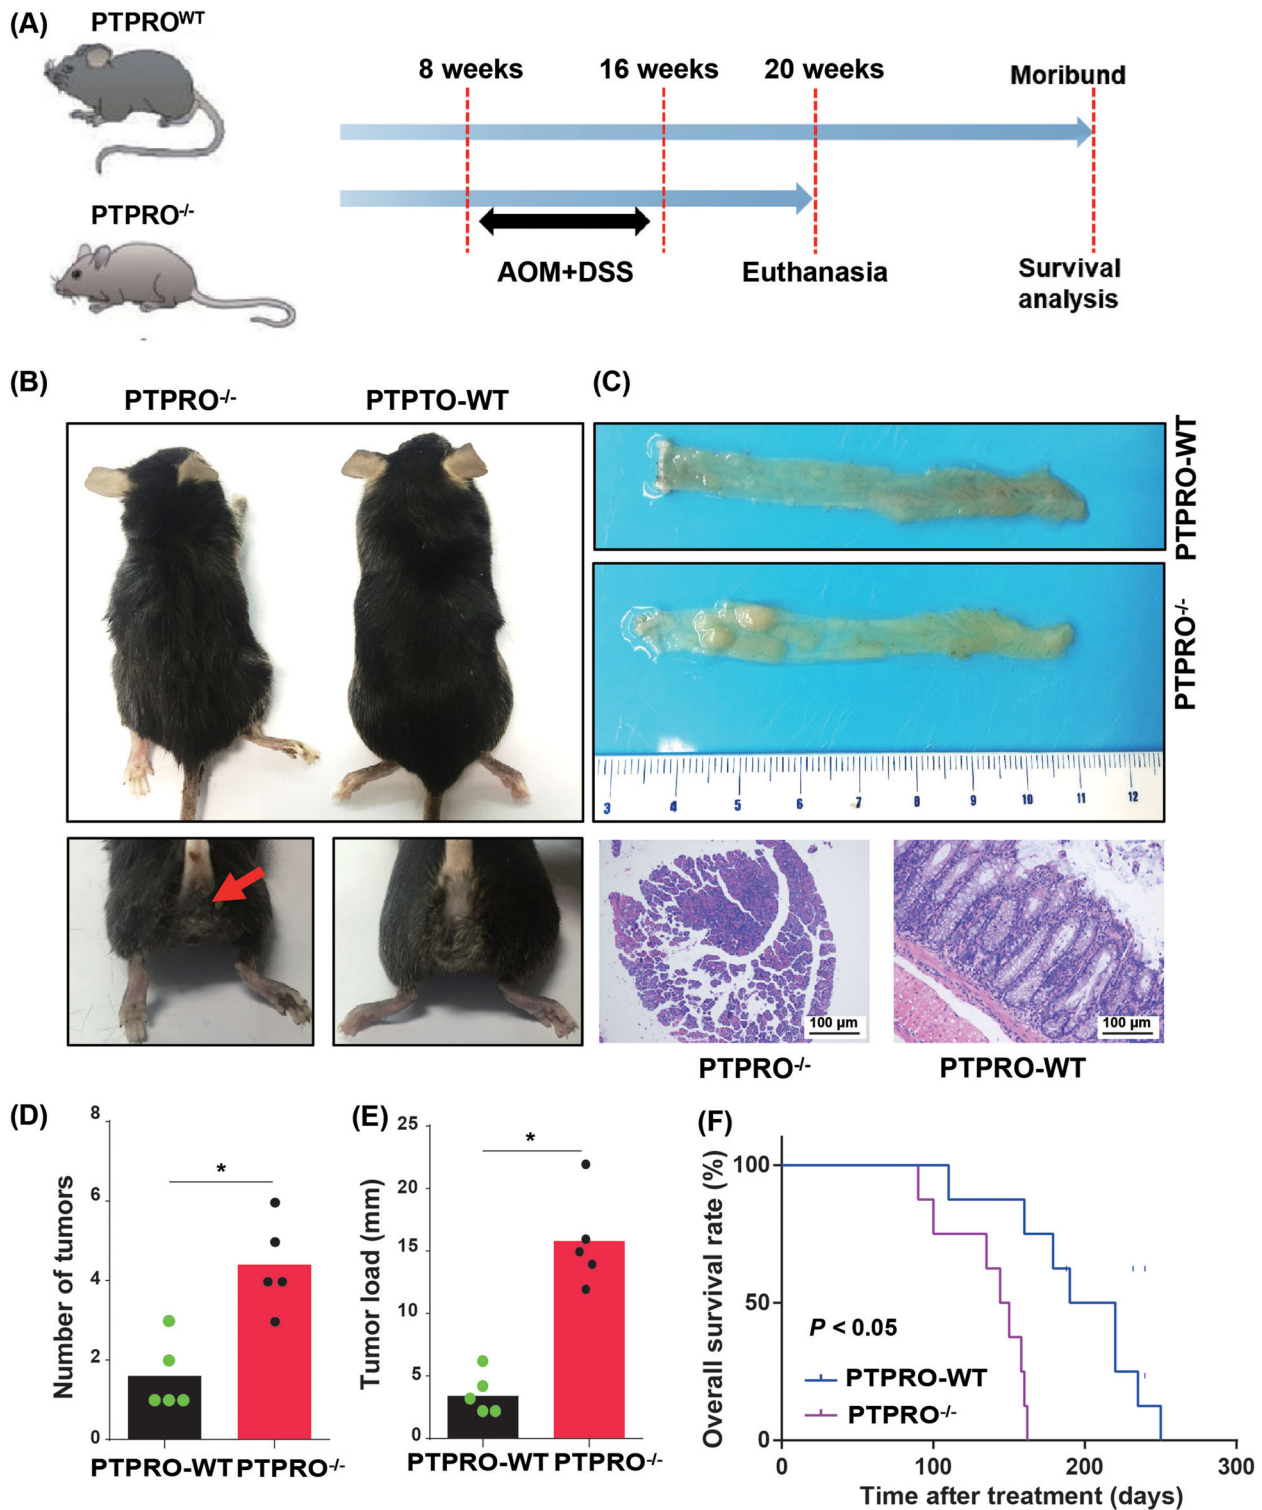 (A)
PTPROWT
8 weeks
16 weeks
20 weeks
Moribund
PTPRO-/-
AOM+DSS
Euthanasia
Survival
analysis
(B)
PTPRO-/-
PTPTO-WT
(C)
PTPRO-WT
PTPRO-/-
3 4 5 6 7 8 9 10 11 12
100 µm
100 µm
PTPRO-/-
PTPRO-WT
(D)
8
6
4
2
0
Number of tumors
*
PTPRO-WT
PTPRO-/-
(E)
25
20
15
10
5
0
Tumor load (mm)
*
PTPRO-WT
PTPRO-/-
(F)
100
50
0
Overall survival rate (%)
P < 0.05
PTPRO-WT
PTPRO-/-
0 100 200 300
Time after treatment (days)